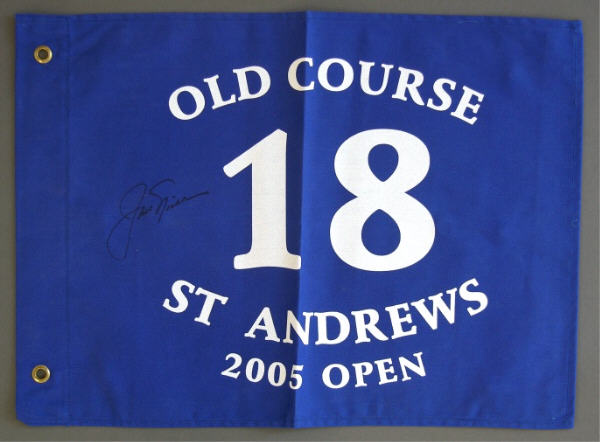 OLD COURSE
18
ST ANDREWS
2005 OPEN